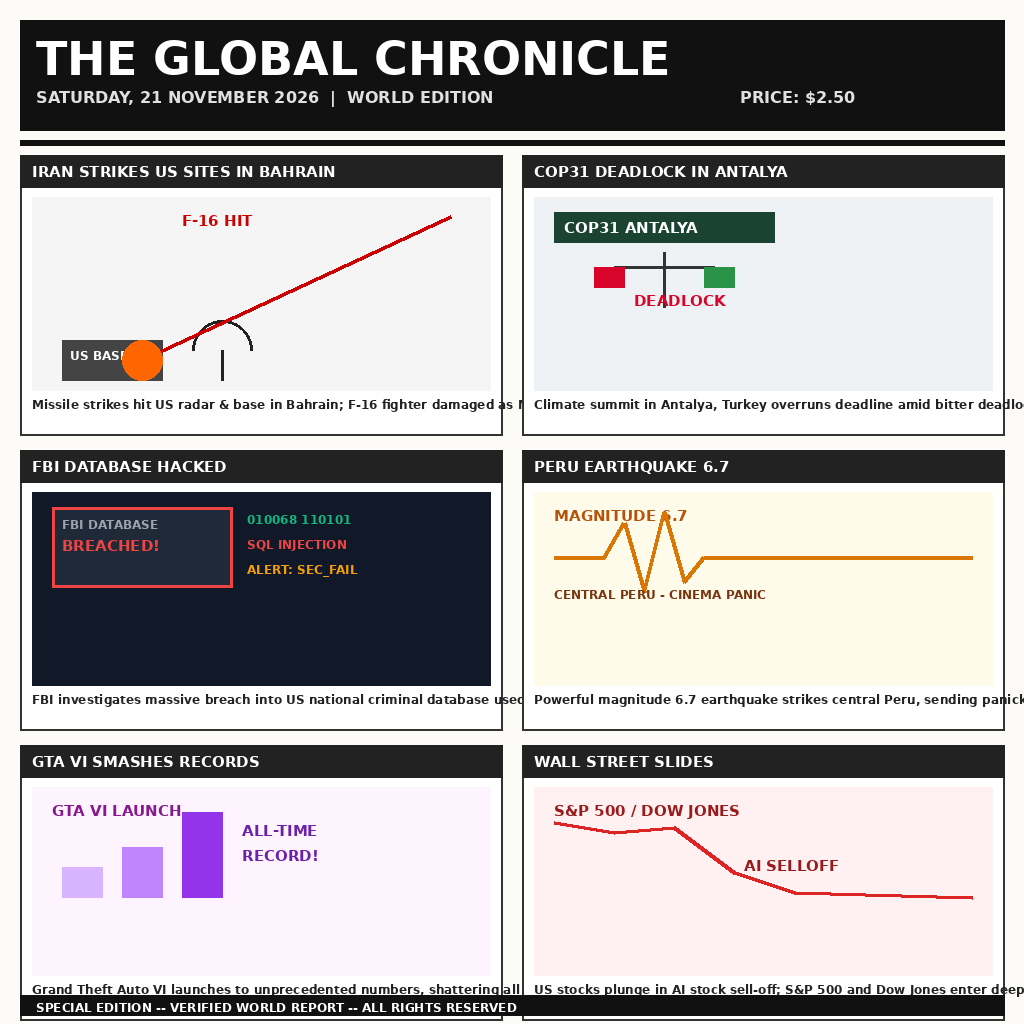 THE GLOBAL CHRONICLE
SATURDAY, 21 NOVEMBER 2026 | WORLD EDITION
PRICE: $2.50
IRAN STRIKES US SITES IN BAHRAIN
F-16 HIT
US BASE
Missile strikes hit US radar & base in Bahrain; F-16 fighter damaged as
COP31 DEADLOCK IN ANTALYA
COP31 ANTALYA
DEADLOCK
Climate summit in Antalya, Turkey overruns deadline amid bitter
FBI DATABASE HACKED
FBI DATABASE
BREACHED!
010068 110101
SQL INJECTION
ALERT: SEC_FAIL
FBI investigates massive breach into US national criminal database used
PERU EARTHQUAKE 6.7
MAGNITUDE 6.7
CENTRAL PERU - CINEMA PANIC
Powerful magnitude 6.7 earthquake strikes central Peru, sending
GTA VI SMASHES RECORDS
GTA VI LAUNCH
ALL-TIME
RECORD!
Grand Theft Auto VI launches to unprecedented numbers, shattering all
WALL STREET SLIDES
S&P 500 / DOW JONES
AI SELLOFF
US stocks plunge in AI stock sell-off; S&P 500 and Dow Jones enter deep
SPECIAL EDITION -- VERIFIED WORLD REPORT -- ALL RIGHTS RESERVED